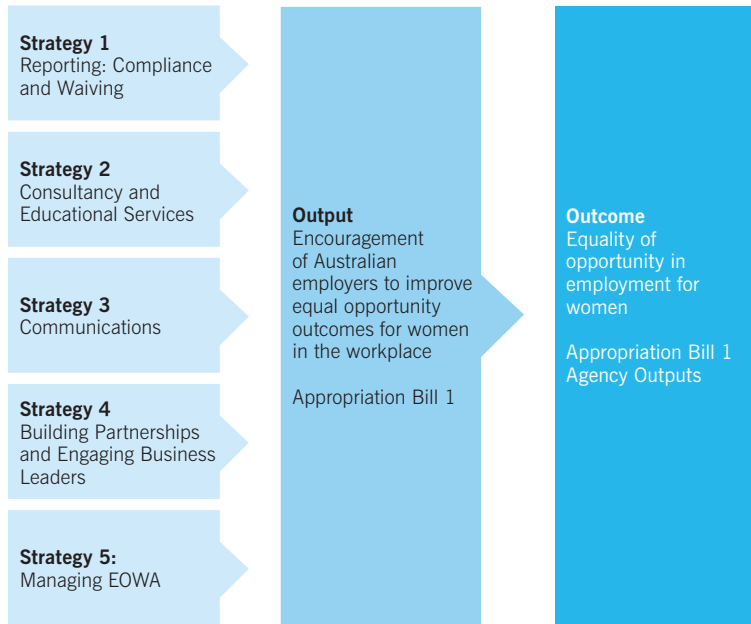 Strategy 1
Reporting: Compliance
and Waiving
Strategy 2
Consultancy and
Educational Services
Strategy 3
Communications
Strategy 4
Building Partnerships
and Engaging Business
Leaders
Strategy 5:
Managing EOWA
Output
Encouragement
of Australian
employers to improve
equal opportunity
outcomes for women
in the workplace
Appropriation Bill 1
Outcome
Equality of
opportunity in
employment for
women
Appropriation Bill 1
Agency Outputs